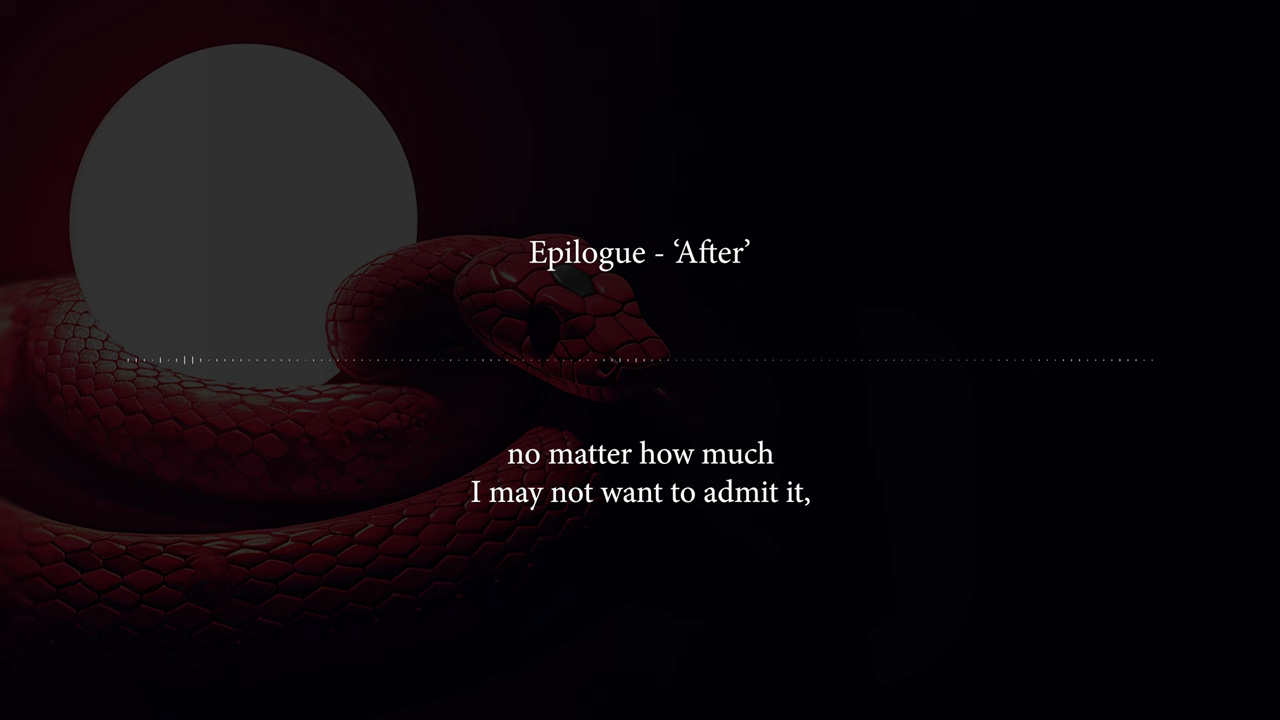 Epilogue - ‘After’
no matter how much
I may not want to admit it,